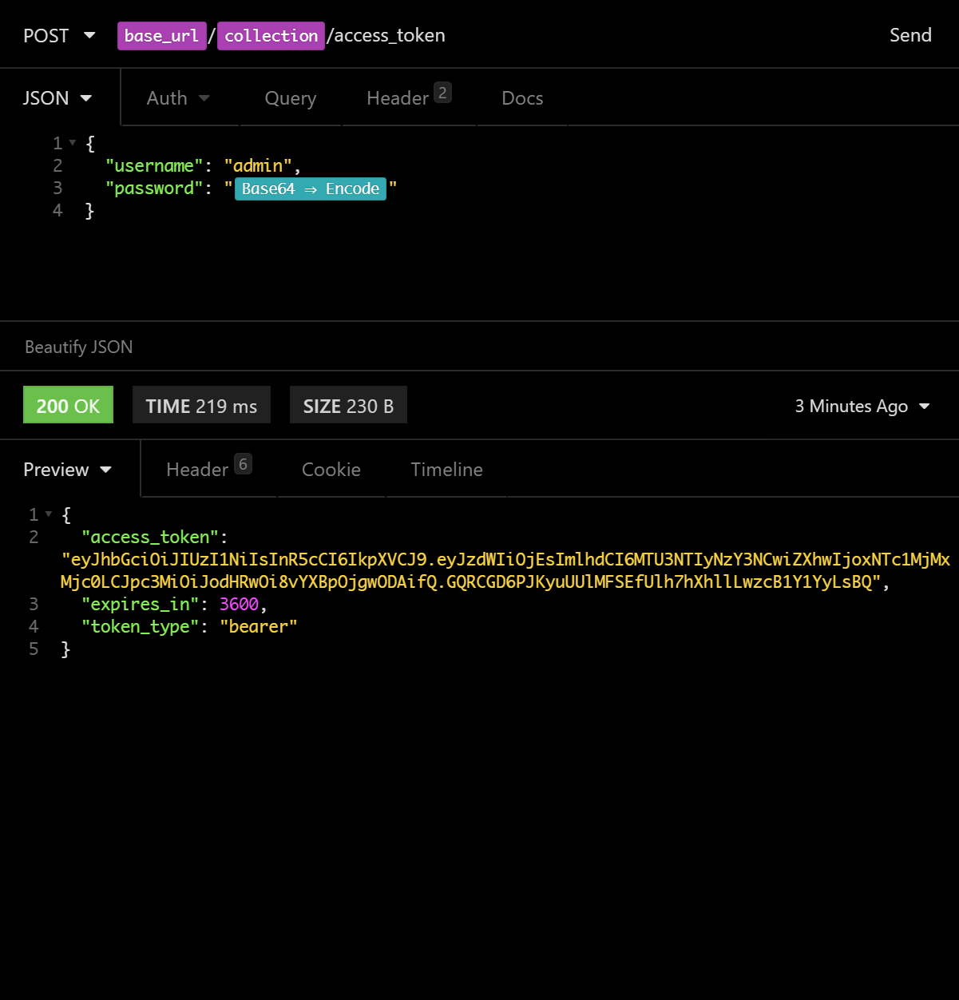 POST base_url/collection/access_token Send
JSON Auth Query Header 2 Docs
1 {
2 "username": "admin",
3 "password": "Base64 ⇒ Encode"
4 }
Beautify JSON
200 OK TIME 219 ms SIZE 230 B 3 Minutes Ago
Preview Header 6 Cookie Timeline
1 {
2 "access_token":
"eyJhbGciOiJIUzI1NiIsInR5cCI6IkpXVCJ9.eyJzdWIiOjEsImlhdCI6MTU3NTIyNzY3NCwiZXhwIjoxNTc1MjMx
Mjc0LCJpc3MiOiJodHRwOi8vYXBpOjgwODAifQ.GQRCGD6PJKyuUUlMFSEfUlh7hXhllLwzcB1Y1YyLsBQ",
3 "expires_in": 3600,
4 "token_type": "bearer"
5 }